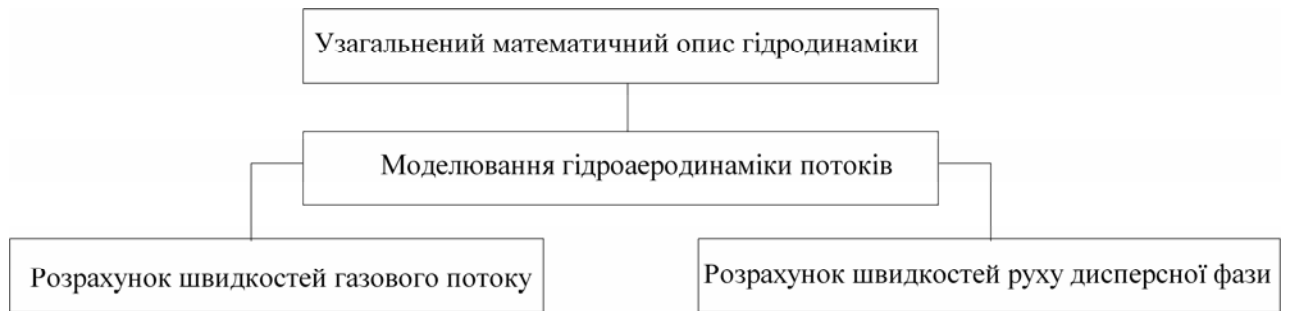 Узагальнений математичний опис гідродинаміки
Моделювання гідроаеродинаміки потоків
Розрахунок швидкостей газового потоку
Розрахунок швидкостей руху дисперсної фази